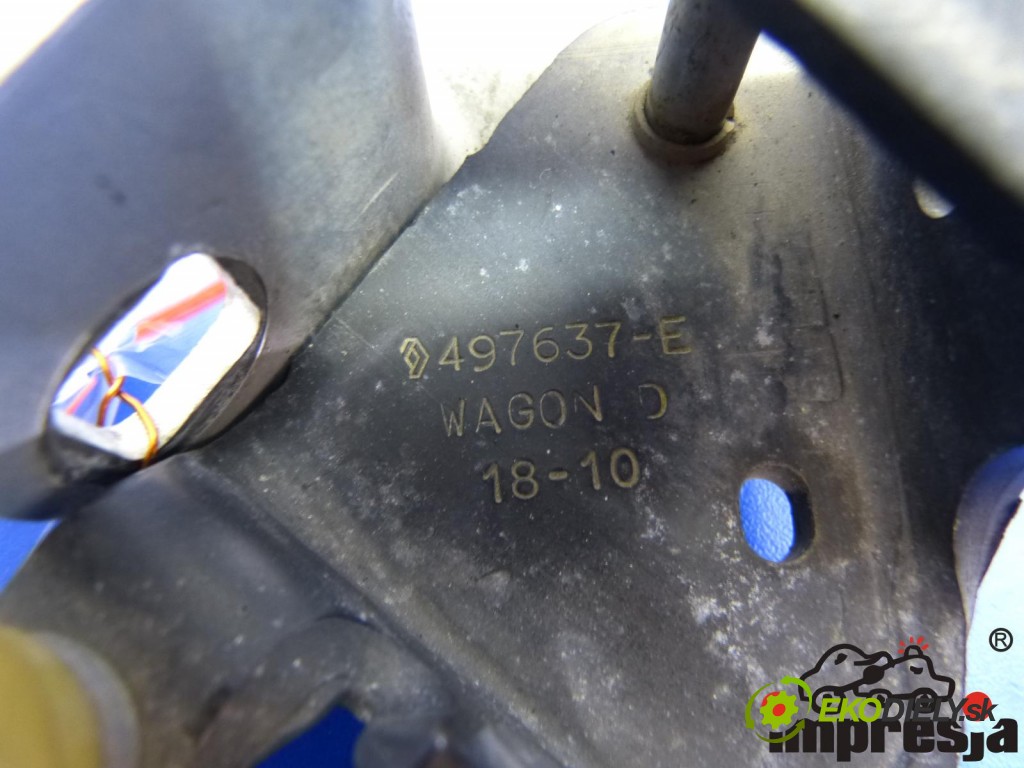 497637-E
WAGON D
18-10
®
EKODIELY.sk
impresja